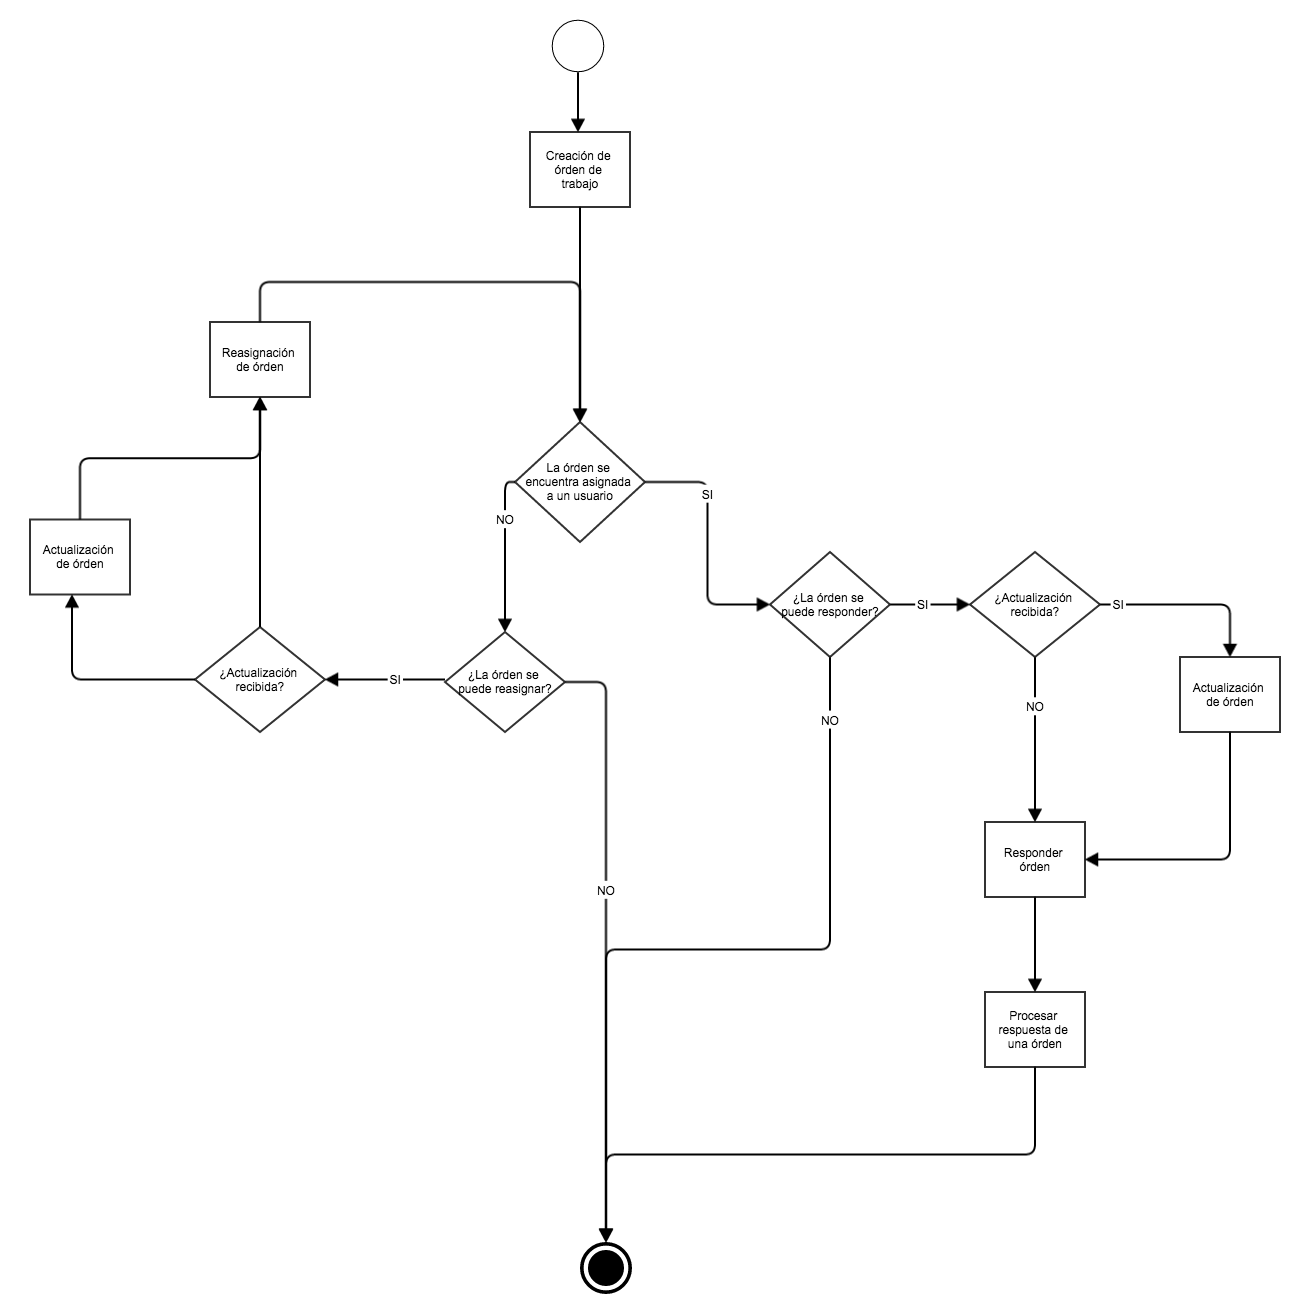 Creación de
órden de
trabajo
Reasignación
de órden
La órden se
encuentra asignada
a un usuario
SI
NO
Actualización
de órden
¿La órden se
puede responder?
SI
¿Actualización
recibida?
SI
¿Actualización
recibida?
SI
¿La órden se
puede reasignar?
Actualización
de órden
NO
NO
Responder
órden
NO
Procesar
respuesta de
una órden